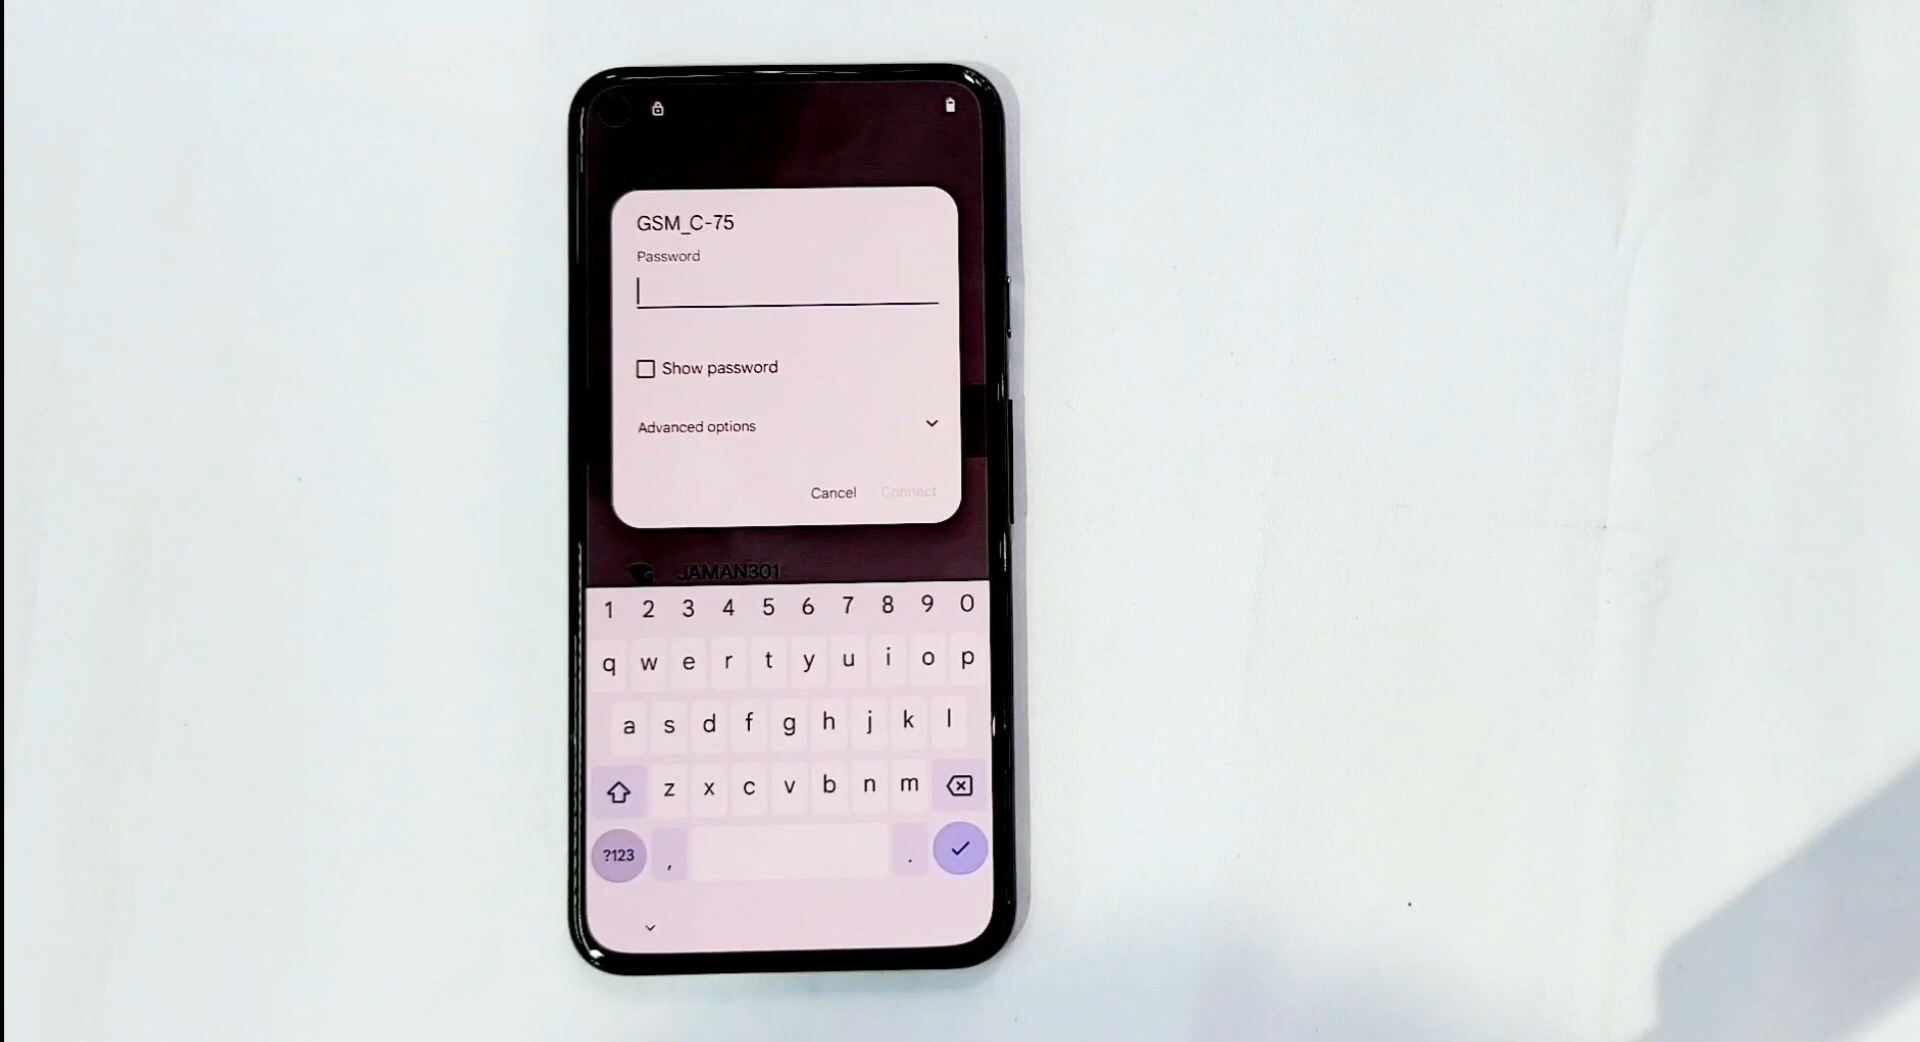 GSM_C-75
Password
Show password
Advanced options
Cancel Connect
JAMAN301
1 2 3 4 5 6 7 8 9 0
q w e r t y u i o p
a s d f g h j k l
z x c v b n m
?123 , .